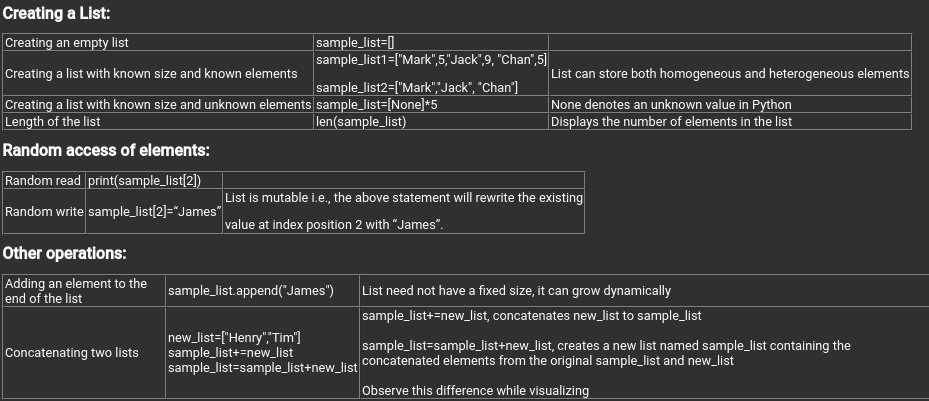 Creating a List:
Creating an empty list sample_list=[]
Creating a list with known size and known elements sample_list1=["Mark",5,"Jack",9, "Chan",5] List can store both homogeneous and heterogeneous elements
sample_list2=["Mark","Jack", "Chan"]
Creating a list with known size and unknown elements sample_list=[None]*5 None denotes an unknown value in Python
Length of the list len(sample_list) Displays the number of elements in the list
Random access of elements:
Random read print(sample_list[2])
Random write sample_list[2]=“James” List is mutable i.e., the above statement will rewrite the existing
value at index position 2 with “James”.
Other operations:
Adding an element to the
end of the list
sample_list.append("James")
List need not have a fixed size, it can grow dynamically
Concatenating two lists
new_list=["Henry","Tim"]
sample_list+=new_list
sample_list=sample_list+new_list
sample_list+=new_list, concatenates new_list to sample_list
sample_list=sample_list+new_list, creates a new list named sample_list containing the
concatenated elements from the original sample_list and new_list
Observe this difference while visualizing